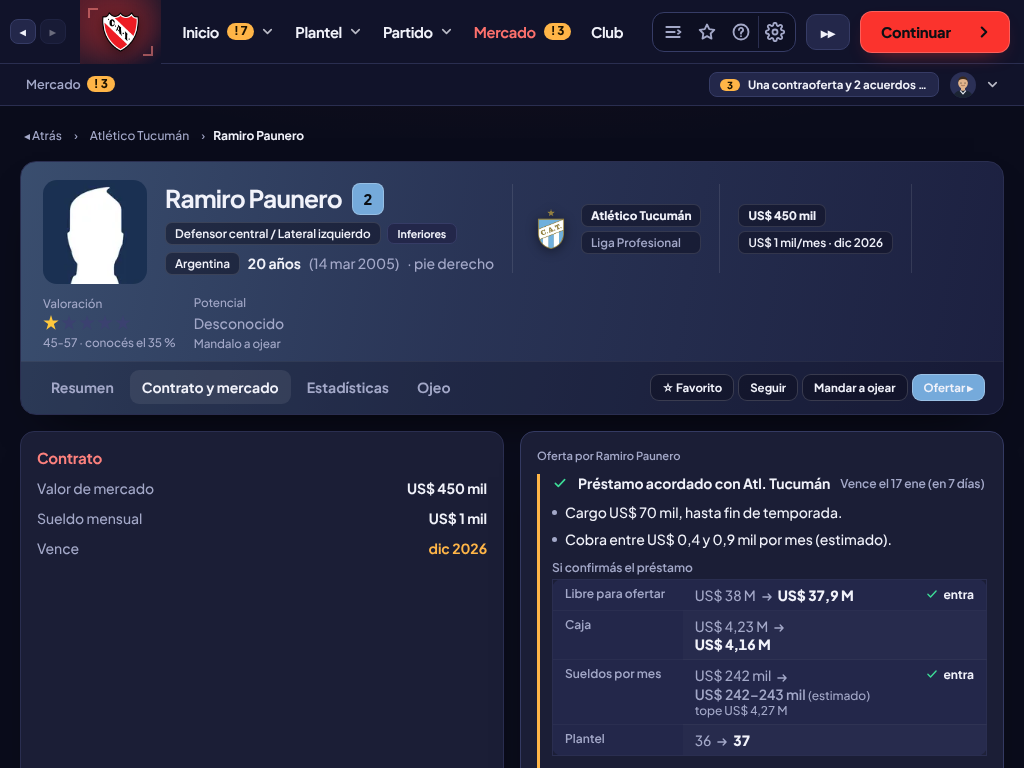 Inicio ! 7 Plantel Partido Mercado ! 3 Club Continuar
Mercado ! 3
3 Una contraoferta y 2 acuerdos ...
Atrás › Atlético Tucumán › Ramiro Paunero
Ramiro Paunero 2
Defensor central / Lateral izquierdo Inferiores
Argentina 20 años (14 mar 2005) · pie derecho
C.A.T.
Atlético Tucumán
Liga Profesional
US$ 450 mil
US$ 1 mil/mes · dic 2026
Valoración
45-57 · conocés el 35 %
Potencial
Desconocido
Mandalo a ojear
Resumen Contrato y mercado Estadísticas Ojeo
Favorito Seguir Mandar a ojear Ofertar
Contrato
Valor de mercado US$ 450 mil
Sueldo mensual US$ 1 mil
Vence dic 2026
Oferta por Ramiro Paunero
Préstamo acordado con Atl. Tucumán Vence el 17 ene (en 7 días)
Cargo US$ 70 mil, hasta fin de temporada.
Cobra entre US$ 0,4 y 0,9 mil por mes (estimado).
Si confirmás el préstamo
Libre para ofertar US$ 38 M → US$ 37,9 M entra
Caja US$ 4,23 M →
US$ 4,16 M
Sueldos por mes US$ 242 mil → entra
US$ 242–243 mil (estimado)
tope US$ 4,27 M
Plantel 36 → 37